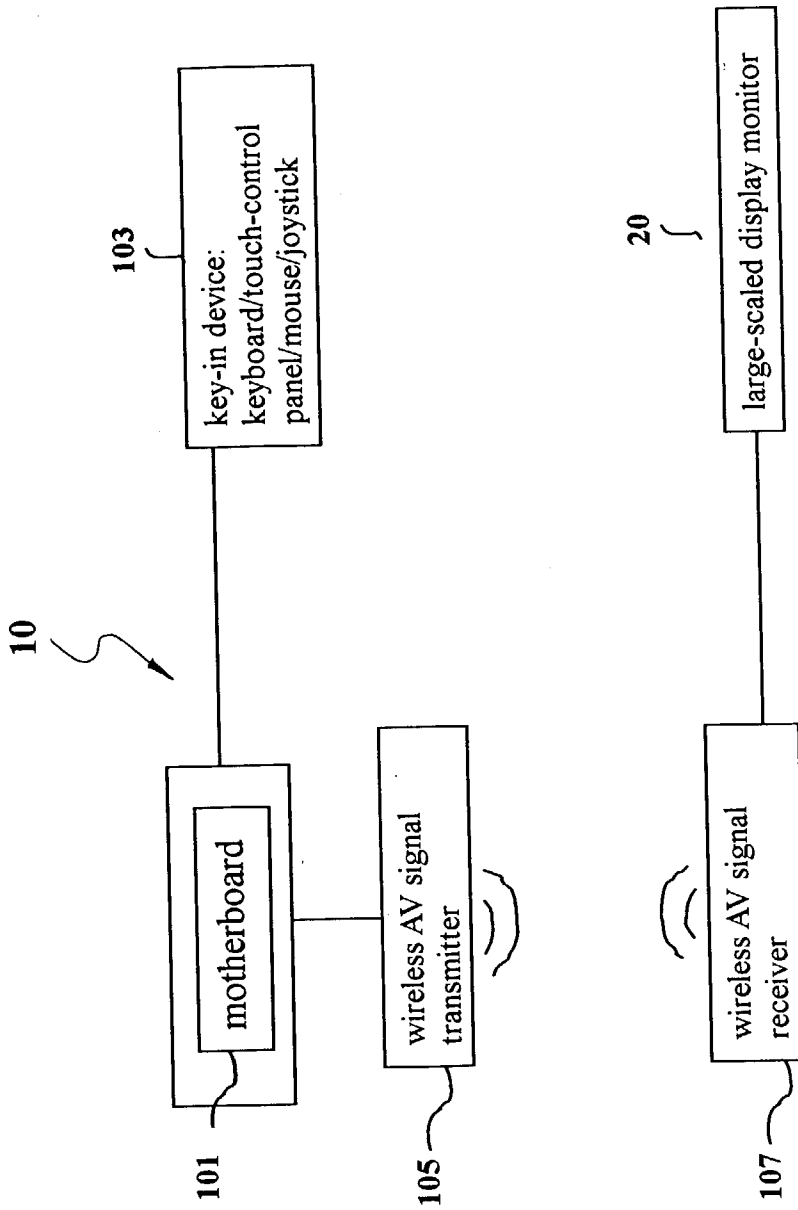 10
101
motherboard
103
key-in device:
keyboard/touch-control
panel/mouse/joystick
105
wireless AV signal
transmitter
107
wireless AV signal
receiver
20
large-scaled display monitor